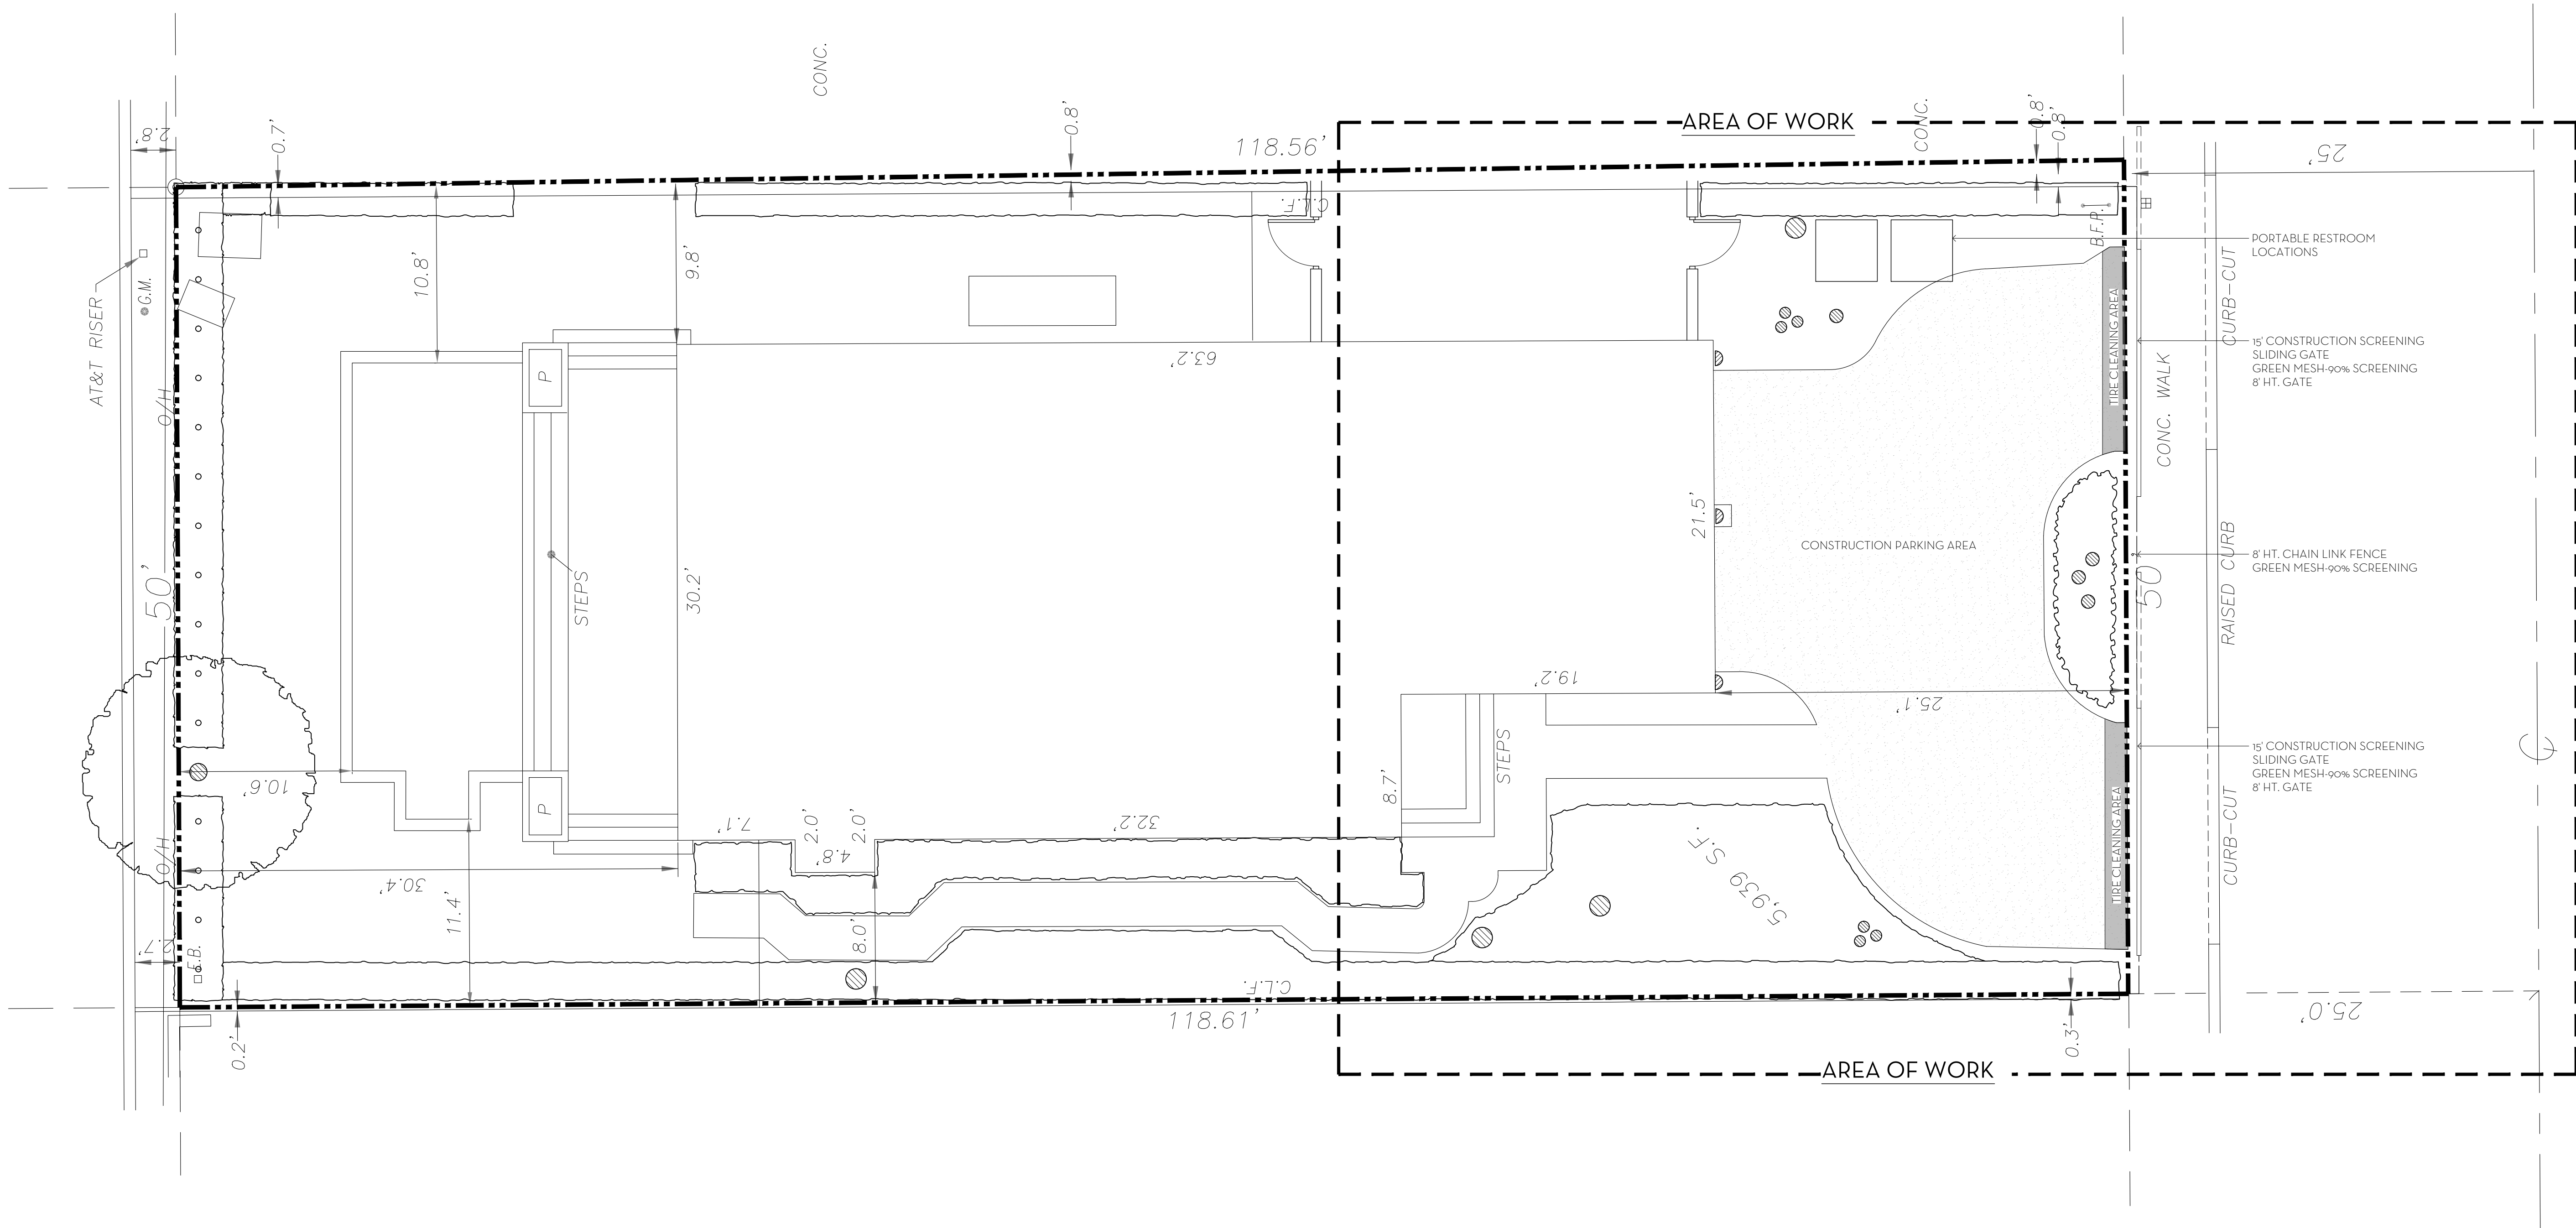 CONC.
AREA OF WORK
CONC.
0.8'
0.8'
0.8'
0.7'
2.8'
118.56'
25'
C.L.F.
B.F.P.
PORTABLE RESTROOM
LOCATIONS
AT&T RISER
G.M.
O/H
10.8'
9.8'
63.2'
P
TIRE CLEANING AREA
CONC. WALK
CURB-CUT
15' CONSTRUCTION SCREENING
SLIDING GATE
GREEN MESH-90% SCREENING
8' HT. GATE
50'
STEPS
30.2'
21.5'
CONSTRUCTION PARKING AREA
50'
RAISED CURB
8' HT. CHAIN LINK FENCE
GREEN MESH-90% SCREENING
19.2'
25.1'
10.6'
P
7.1'
2.0'
4.8'
2.0'
32.2'
8.7'
STEPS
5,939 S.F.
TIRE CLEANING AREA
CURB-CUT
15' CONSTRUCTION SCREENING
SLIDING GATE
GREEN MESH-90% SCREENING
8' HT. GATE
O/H
30.4'
11.4'
8.0'
2.7'
E.B.
C.L.F.
118.61'
0.2'
0.3'
25.0'
AREA OF WORK